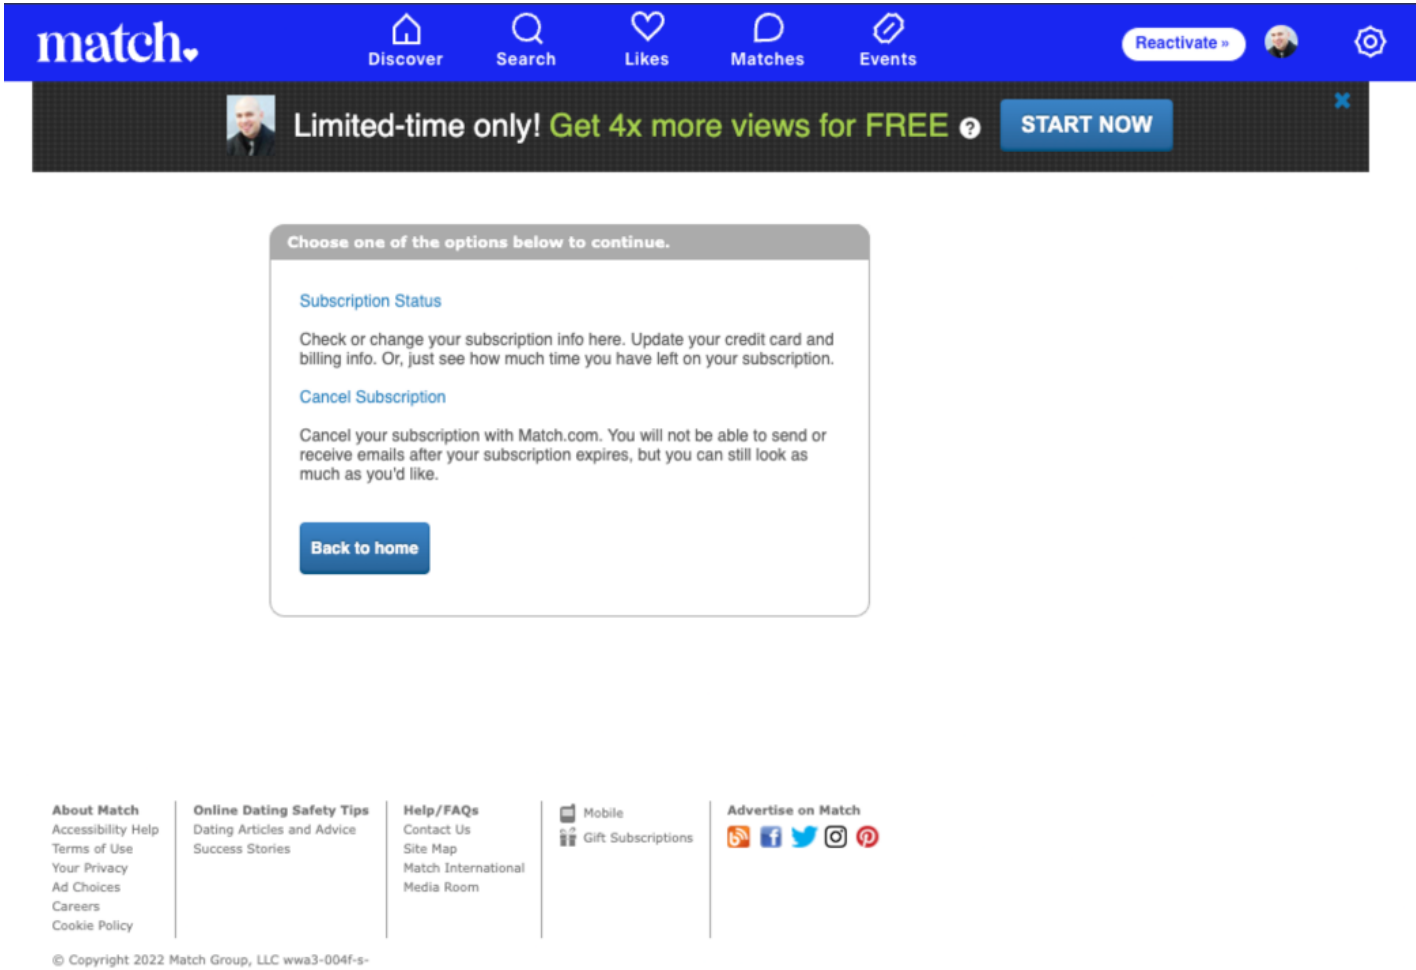 match
Discover
Search
Likes
Matches
Events
Reactivate »
Limited-time only! Get 4x more views for FREE ?
START NOW
Choose one of the options below to continue.
Subscription Status
Check or change your subscription info here. Update your credit card and
billing info. Or, just see how much time you have left on your subscription.
Cancel Subscription
Cancel your subscription with Match.com. You will not be able to send or
receive emails after your subscription expires, but you can still look as
much as you'd like.
Back to home
About Match
Accessibility Help
Terms of Use
Your Privacy
Ad Choices
Careers
Cookie Policy
Online Dating Safety Tips
Dating Articles and Advice
Success Stories
Help/FAQs
Contact Us
Site Map
Match International
Media Room
Mobile
Gift Subscriptions
Advertise on Match
© Copyright 2022 Match Group, LLC wwa3-004f-s-